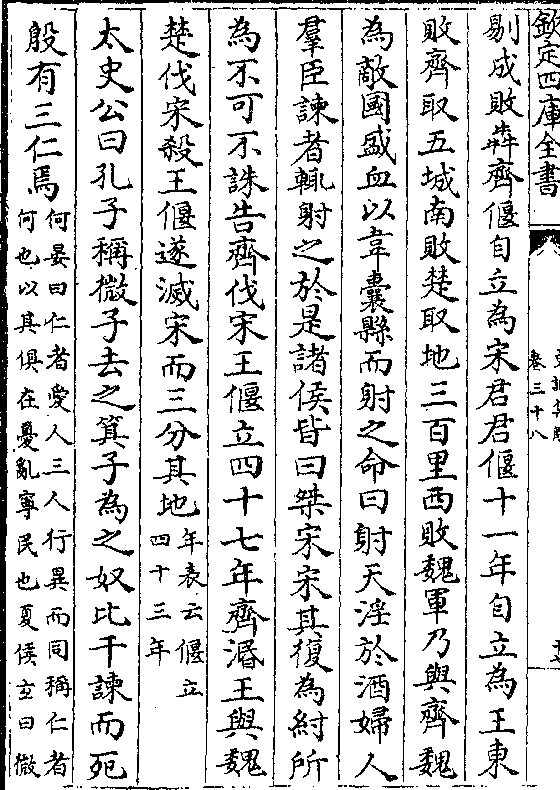 欽定四庫全書
卷三十八
剔成敗犇齊偃自立為宋君君偃十一年自立為王東
敗齊取五城南敗楚取地三百里西敗魏軍乃與齊魏
為敵國盛血以韋囊縣而射之命曰射天淫於酒婦人
羣臣諫者輒射之於是諸侯皆曰桀宋宋其復為紂所
為不可不誅告齊伐宋王偃立四十七年齊湣王與魏
楚伐宋殺王偃遂滅宋而三分其地
年表云偃立
四十三年
太史公曰孔子稱微子去之箕子為之奴比干諫而死
殷有三仁焉
何晏曰仁者愛人三人行異而同稱仁者
何也以其俱在憂亂寧民也夏侯𤣥曰微